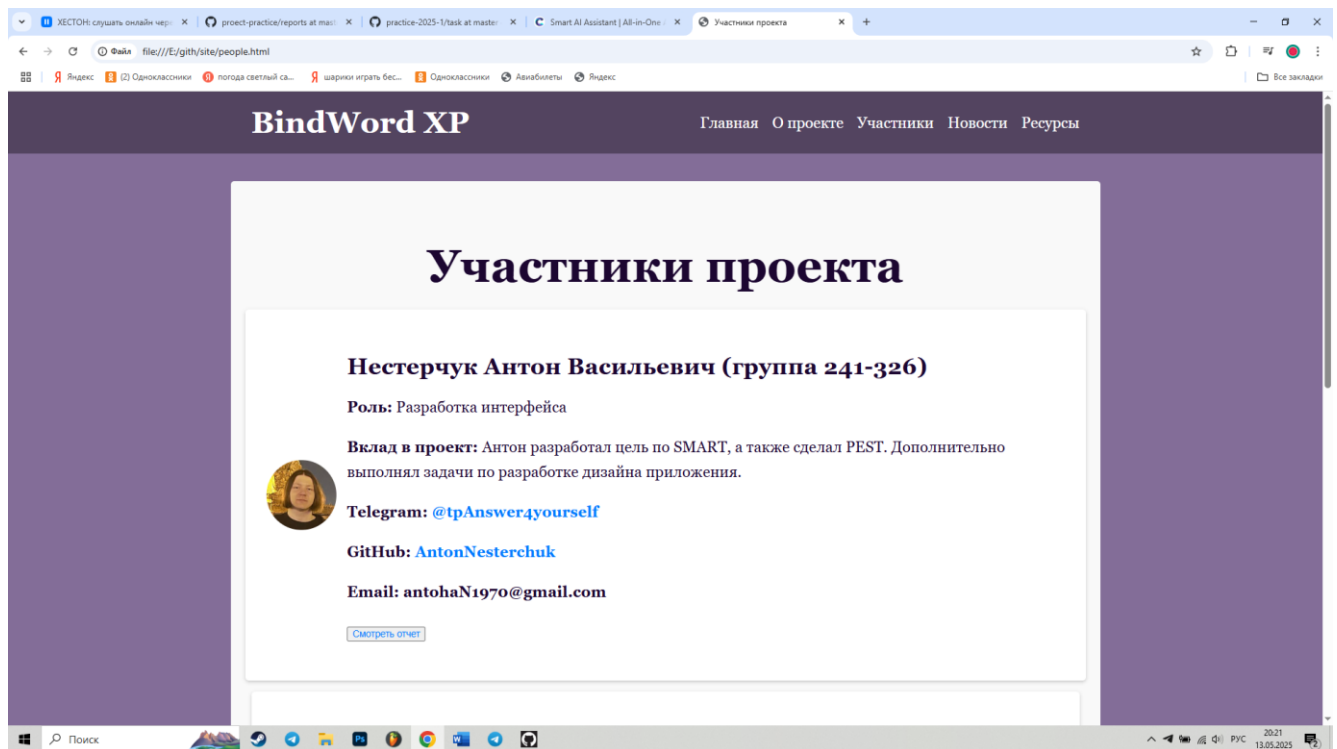 ХЕСТОН: слушать онлайн чере
proect-practice/reports at mast
practice-2025-1/task at master
Smart AI Assistant | All-in-One
Участники проекта
Файл file:///E:/gith/site/people.html
Яндекс (2) Одноклассники погода светлый са... шарики играть бес... Одноклассники Авиабилеты Яндекс Все закладки
BindWord XP
Главная О проекте Участники Новости Ресурсы
Участники проекта
Нестерчук Антон Васильевич (группа 241-326)
Роль: Разработка интерфейса
Вклад в проект: Антон разработал цель по SMART, а также сделал PEST. Дополнительно
выполнял задачи по разработке дизайна приложения.
Telegram: @tpAnswer4yourself
GitHub: AntonNesterchuk
Email: antohaN1970@gmail.com
Смотреть отчет
Поиск
РУС
20:21
13.05.2025